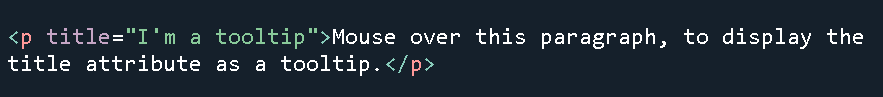 <p title="I'm a tooltip">Mouse over this paragraph, to display the
title attribute as a tooltip.</p>